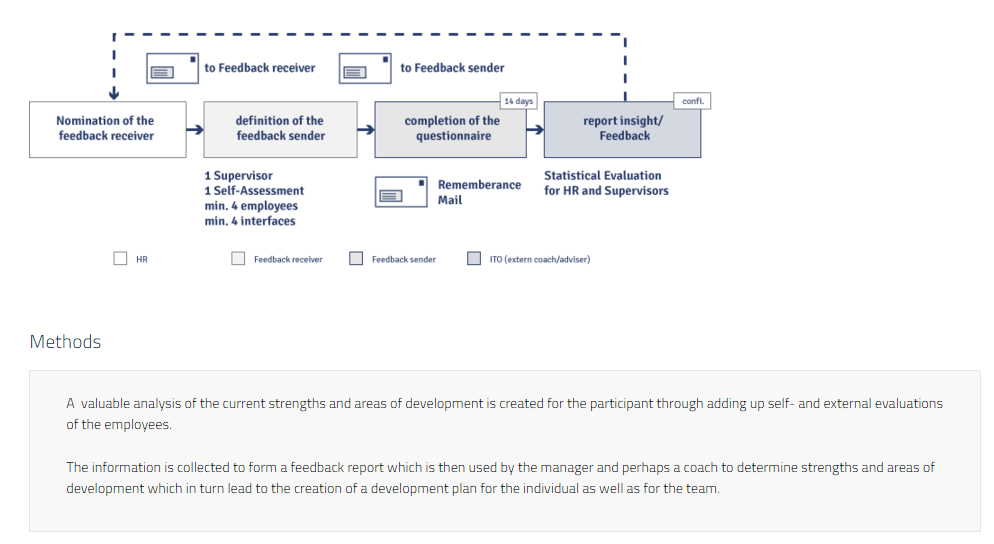 to Feedback receiver
to Feedback sender
14 days
confi.
Nomination of the
feedback receiver
definition of the
feedback sender
completion of the
questionnaire
report insight/
Feedback
1 Supervisor
1 Self-Assessment
min. 4 employees
min. 4 interfaces
Rememberance
Mail
Statistical Evaluation
for HR and Supervisors
HR
Feedback receiver
Feedback sender
ITO (extern coach/adviser)
Methods
A valuable analysis of the current strengths and areas of development is created for the participant through adding up self- and external evaluations
of the employees.
The information is collected to form a feedback report which is then used by the manager and perhaps a coach to determine strengths and areas of
development which in turn lead to the creation of a development plan for the individual as well as for the team.